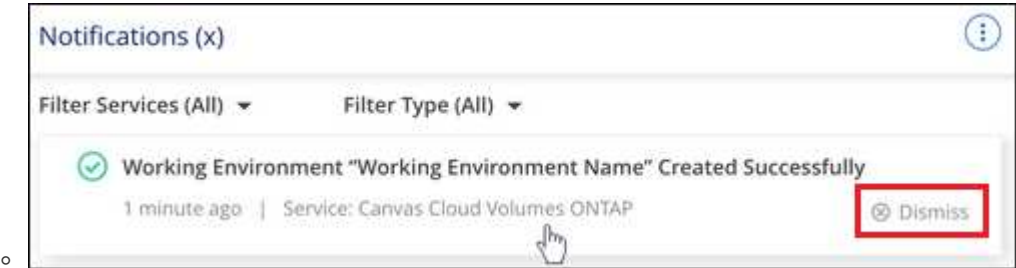 Notifications (x)
Filter Services (All) Filter Type (All)
Working Environment “Working Environment Name” Created Successfully
1 minute ago | Service: Canvas Cloud Volumes ONTAP
Dismiss